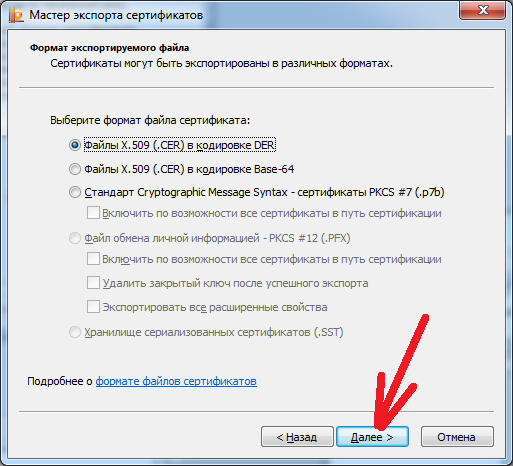 Мастер экспорта сертификатов
Формат экспортируемого файла
Сертификаты могут быть экспортированы в различных форматах.
Выберите формат файла сертификата:
Файлы X.509 (.CER) в кодировке DER
Файлы X.509 (.CER) в кодировке Base-64
Стандарт Cryptographic Message Syntax - сертификаты PKCS #7 (.p7b)
Включить по возможности все сертификаты в путь сертификации
Файл обмена личной информацией - PKCS #12 (.PFX)
Включить по возможности все сертификаты в путь сертификации
Удалить закрытый ключ после успешного экспорта
Экспортировать все расширенные свойства
Хранилище сериализованных сертификатов (.SST)
Подробнее о формате файлов сертификатов
< Назад Далее > Отмена